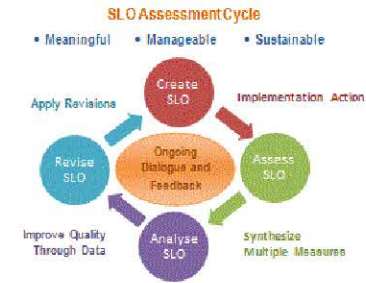 SLO Assessment Cycle
• Meaningful • Manageable • Sustainable
Create
SLO
Apply Revisions
Implementation Action
Ongoing
Dialogue and
Feedback
Revise
SLO
Assess
SLO
Improve Quality
Through Data
Analyse
SLO
Synthesize
Multiple Measures